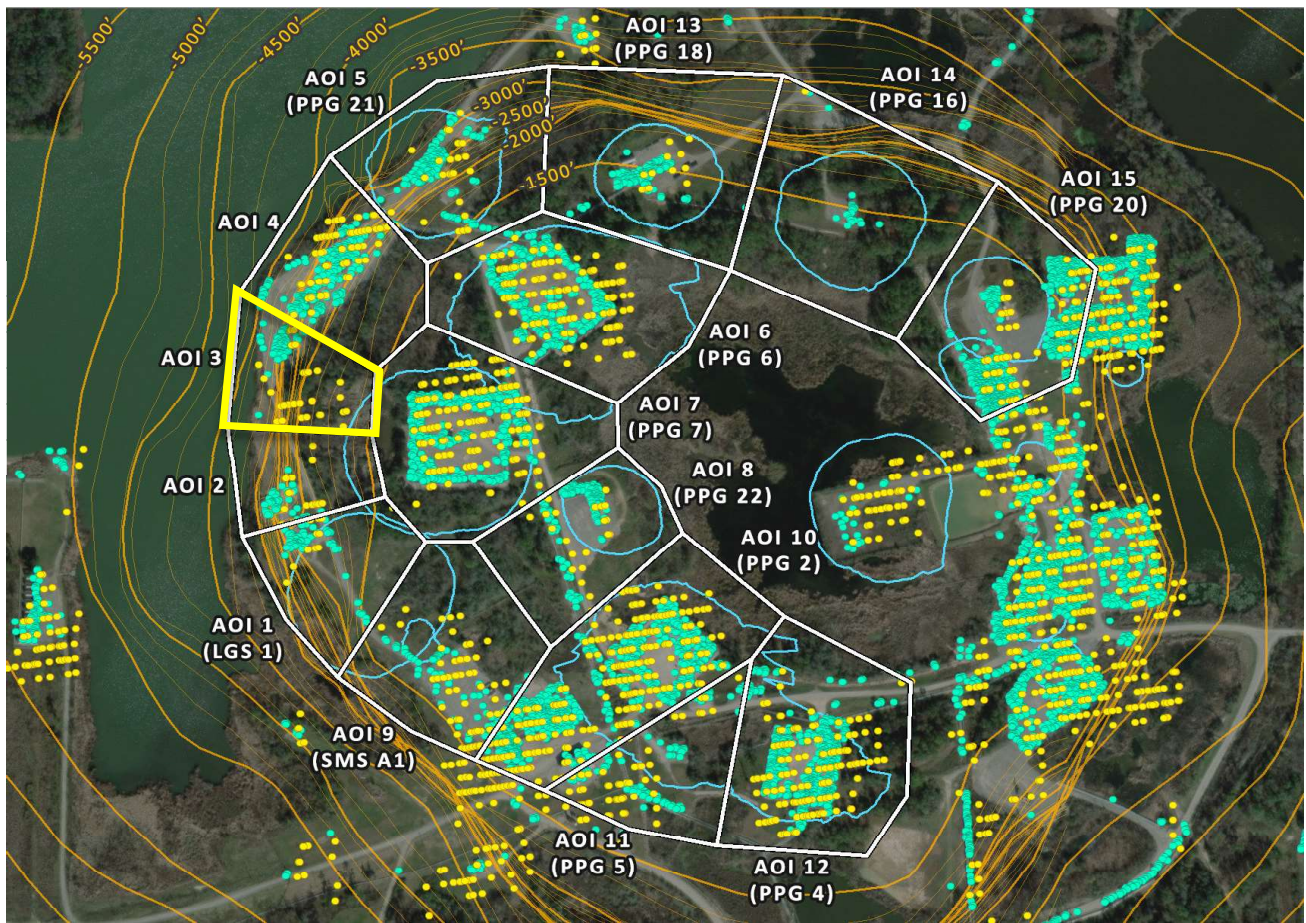 -5500'
-5000'
-4500'
-4000'
-3500'
-3000'
-2500'
-2000'
-1500'
AOI 13
(PPG 18)
AOI 14
(PPG 16)
AOI 5
(PPG 21)
AOI 15
(PPG 20)
AOI 4
AOI 3
AOI 6
(PPG 6)
AOI 7
(PPG 7)
AOI 8
(PPG 22)
AOI 2
AOI 10
(PPG 2)
AOI 1
(LGS 1)
AOI 9
(SMS A1)
AOI 11
(PPG 5)
AOI 12
(PPG 4)